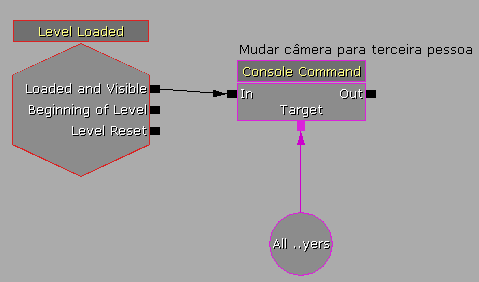 Level Loaded
Mudar câmera para terceira pessoa
Console Command
Loaded and Visible
In
Out
Beginning of Level
Target
Level Reset
All ..yers